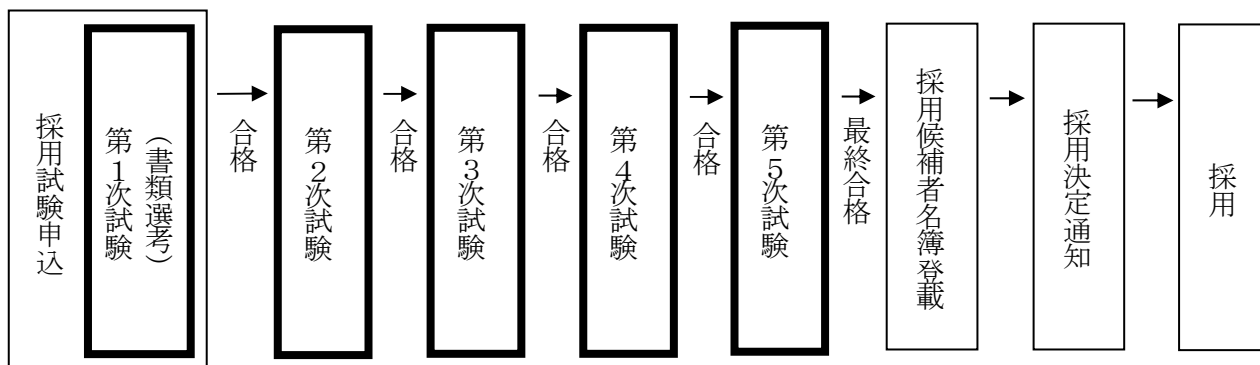 採用試験申込
第1次試験
(書類選考)
合格
第2次試験
合格
第3次試験
合格
第4次試験
合格
第5次試験
最終合格
採用候補者名簿登載
採用決定通知
採用